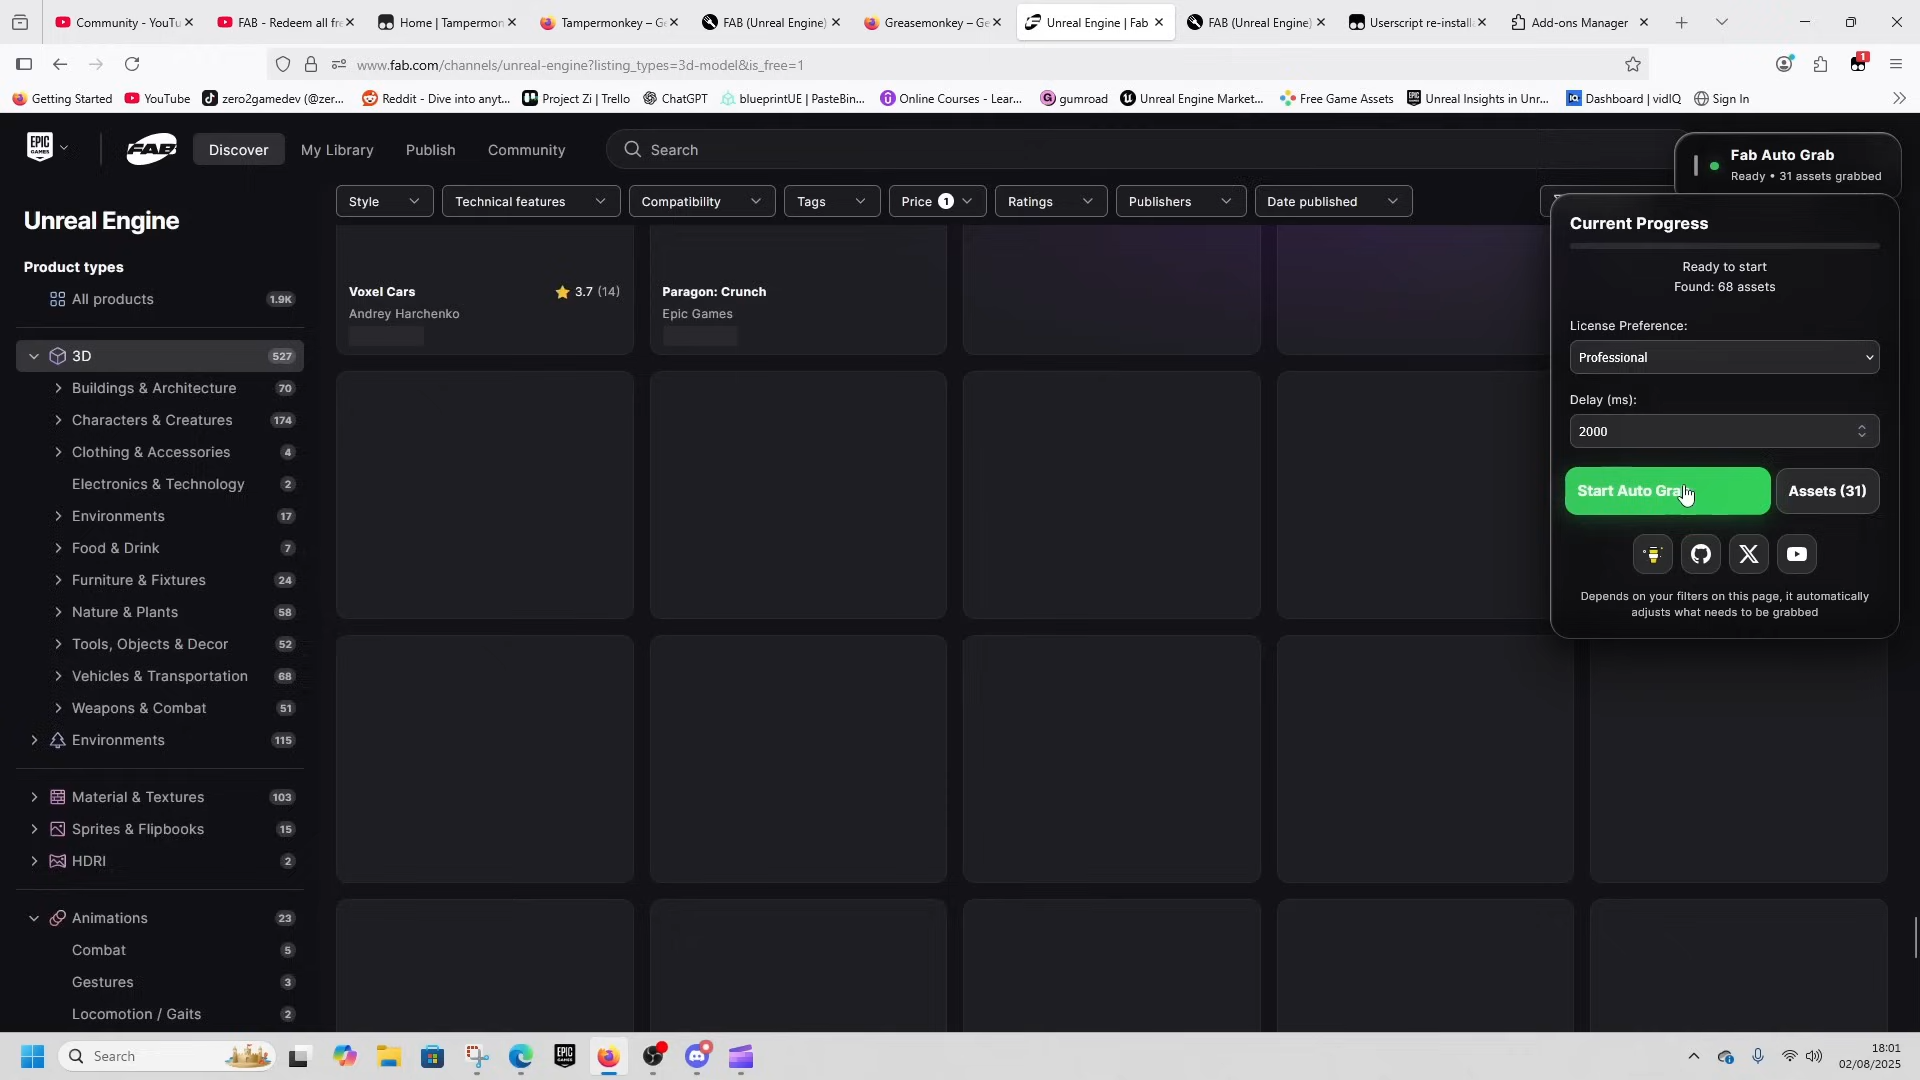 Community - YouTu
FAB - Redeem all fr
Home | Tampermon
Tampermonkey – G
FAB (Unreal Engine)
Greasemonkey – Ge
Unreal Engine | Fab
FAB (Unreal Engine)
Userscript re-install
Add-ons Manager
www.fab.com/channels/unreal-engine?listing_types=3d-model&is_free=1
1
Getting Started
YouTube
zero2gamedev (@zer...
Reddit - Dive into anyt...
Project Zi | Trello
ChatGPT
blueprintUE | PasteBin...
Online Courses - Lear...
gumroad
Unreal Engine Market...
Free Game Assets
Unreal Insights in Unr...
Dashboard | vidIQ
Sign In
EPIC GAMES
FAB
Discover
My Library
Publish
Community
Search
Fab Auto Grab
Ready • 31 assets grabbed
Style
Technical features
Compatibility
Tags
Price 1
Ratings
Publishers
Date published
Unreal Engine
Product types
All products 1.9K
3D 527
Buildings & Architecture 70
Characters & Creatures 174
Clothing & Accessories 4
Electronics & Technology 2
Environments 17
Food & Drink 7
Furniture & Fixtures 24
Nature & Plants 58
Tools, Objects & Decor 52
Vehicles & Transportation 68
Weapons & Combat 51
Environments 115
Material & Textures 103
Sprites & Flipbooks 15
HDRI 2
Animations 23
Combat 5
Gestures 3
Locomotion / Gaits 2
Voxel Cars 3.7 (14)
Andrey Harchenko
Paragon: Crunch
Epic Games
Current Progress
Ready to start
Found: 68 assets
License Preference:
Professional
Delay (ms):
2000
Start Auto Gra
Assets (31)
Depends on your filters on this page, it automatically
adjusts what needs to be grabbed
Search
18:01
02/08/2025